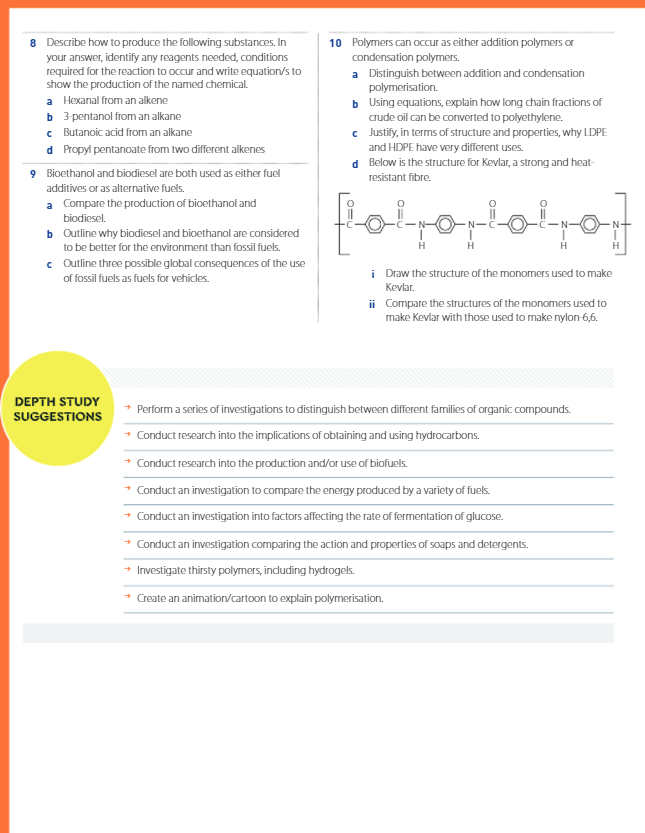 8 Describe how to produce the following substances. In
your answer, identify any reagents needed, conditions
required for the reaction to occur and write equation/s to
show the production of the named chemical.
a Hexanal from an alkene
b 3-pentanol from an alkane
c Butanoic acid from an alkane
d Propyl pentanoate from two different alkenes
9 Bioethanol and biodiesel are both used as either fuel
additives or as alternative fuels.
a Compare the production of bioethanol and
biodiesel.
b Outline why biodiesel and bioethanol are considered
to be better for the environment than fossil fuels.
c Outline three possible global consequences of the use
of fossil fuels as fuels for vehicles.
10 Polymers can occur as either addition polymers or
condensation polymers.
a Distinguish between addition and condensation
polymerisation.
b Using equations, explain how long chain fractions of
crude oil can be converted to polyethylene.
c Justify, in terms of structure and properties, why LDPE
and HDPE have very different uses.
d Below is the structure for Kevlar, a strong and heat-
resistant fibre.
O O O O
C C N N C C N N
H H H H
i Draw the structure of the monomers used to make
Kevlar.
ii Compare the structures of the monomers used to
make Kevlar with those used to make nylon-6,6.
DEPTH STUDY
SUGGESTIONS
→ Perform a series of investigations to distinguish between different families of organic compounds.
→ Conduct research into the implications of obtaining and using hydrocarbons.
→ Conduct research into the production and/or use of biofuels.
→ Conduct an investigation to compare the energy produced by a variety of fuels.
→ Conduct an investigation into factors affecting the rate of fermentation of glucose.
→ Conduct an investigation comparing the action and properties of soaps and detergents.
→ Investigate thirsty polymers, including hydrogels.
→ Create an animation/cartoon to explain polymerisation.